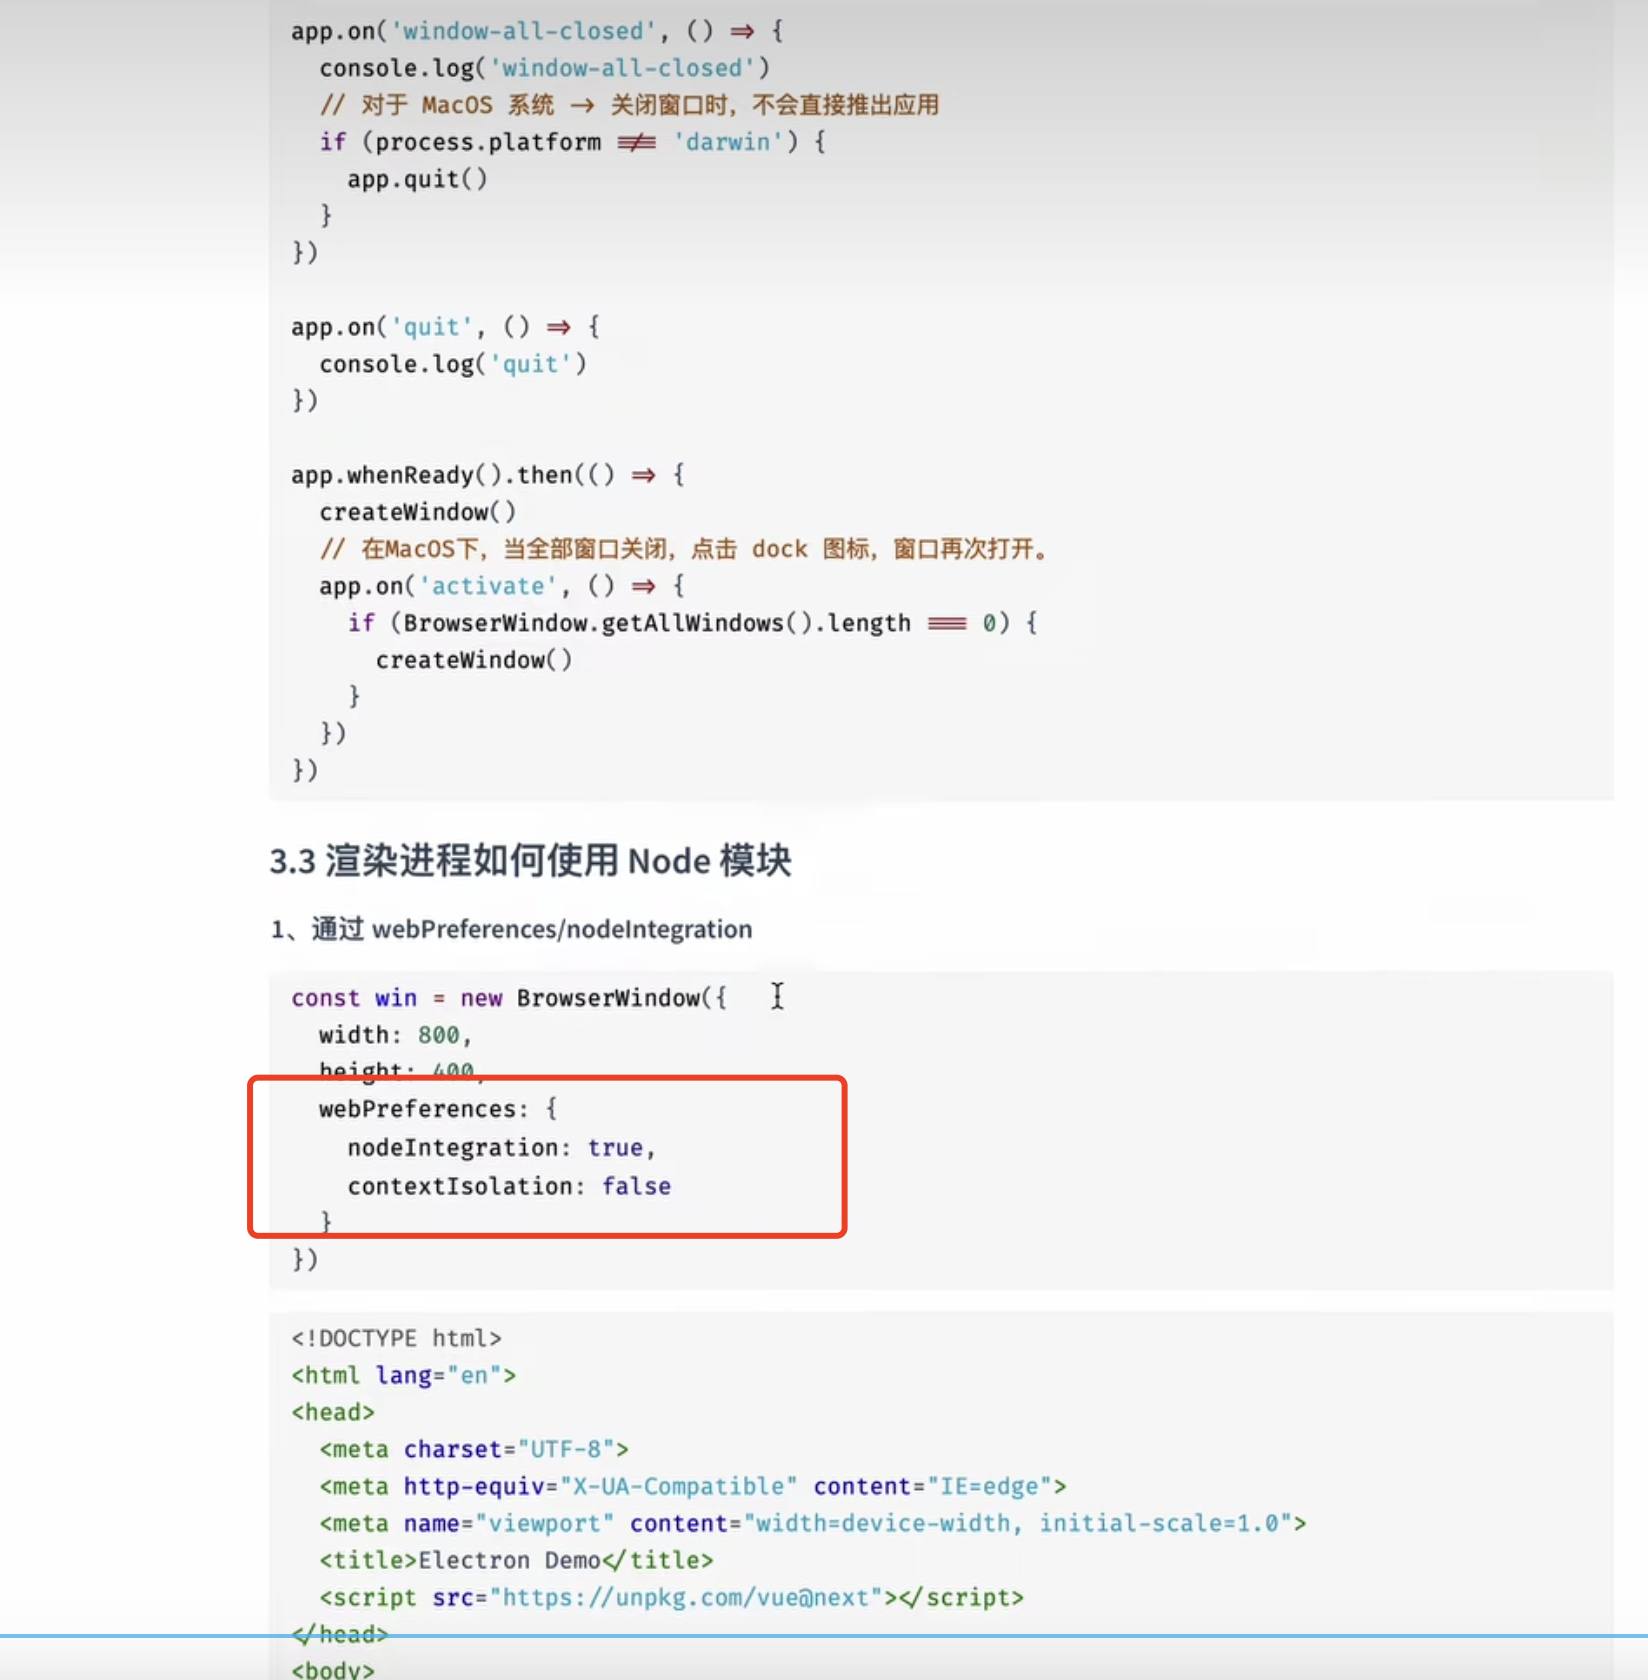 app.on('window-all-closed', () => {
console.log('window-all-closed')
// 对于 MacOS 系统 -> 关闭窗口时，不会直接推出应用
if (process.platform !== 'darwin') {
app.quit()
}
})
app.on('quit', () => {
console.log('quit')
})
app.whenReady().then(() => {
createWindow()
// 在MacOS下，当全部窗口关闭，点击 dock 图标，窗口再次打开。
app.on('activate', () => {
if (BrowserWindow.getAllWindows().length === 0) {
createWindow()
}
})
})
3.3 渲染进程如何使用 Node 模块
1、通过 webPreferences/nodeIntegration
const win = new BrowserWindow({
width: 800,
height: 400,
webPreferences: {
nodeIntegration: true,
contextIsolation: false
}
})
<!DOCTYPE html>
<html lang="en">
<head>
<meta charset="UTF-8">
<meta http-equiv="X-UA-Compatible" content="IE=edge">
<meta name="viewport" content="width=device-width, initial-scale=1.0">
<title>Electron Demo</title>
<script src="https://unpkg.com/vue@next"></script>
</head>
<body>